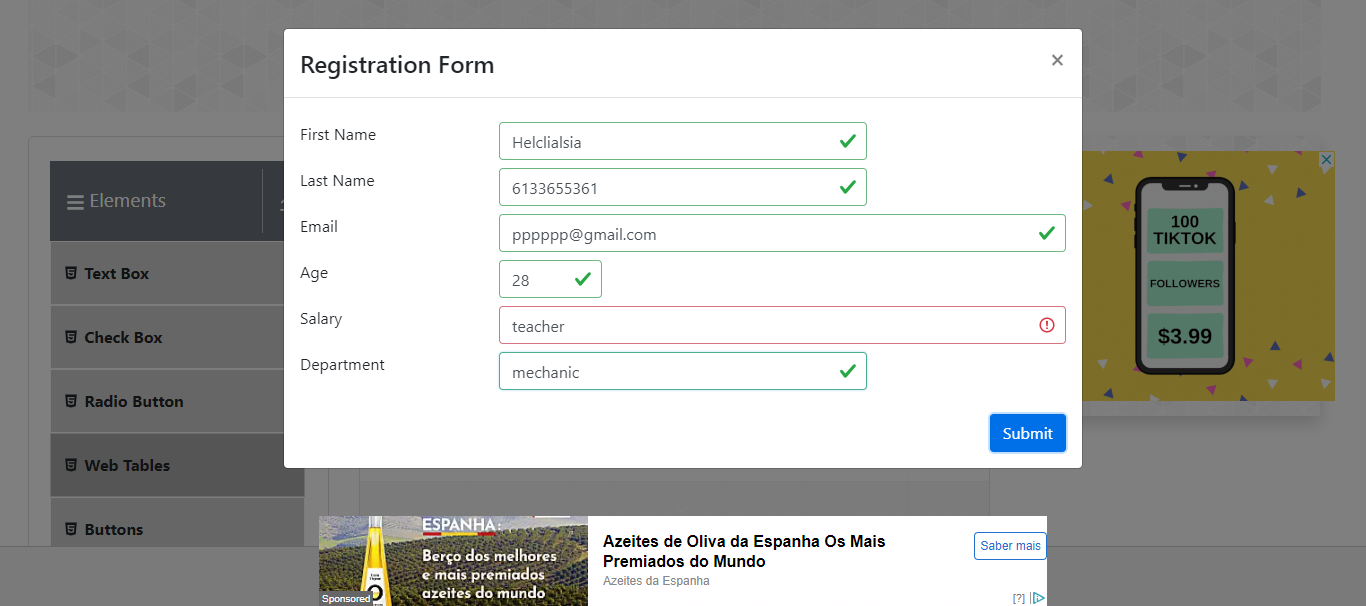 Registration Form
×
First Name
Helclialsia
Last Name
6133655361
Email
pppppp@gmail.com
Age
28
Salary
teacher
Department
mechanic
Submit
Elements
Text Box
Check Box
Radio Button
Web Tables
Buttons
100
TIKTOK
FOLLOWERS
$3.99
ESPANHA:
Berço dos melhores
e mais premiados
azeites do mundo
Sponsored
Azeites de Oliva da Espanha Os Mais
Premiados do Mundo
Azeites da Espanha
Saber mais
[?]